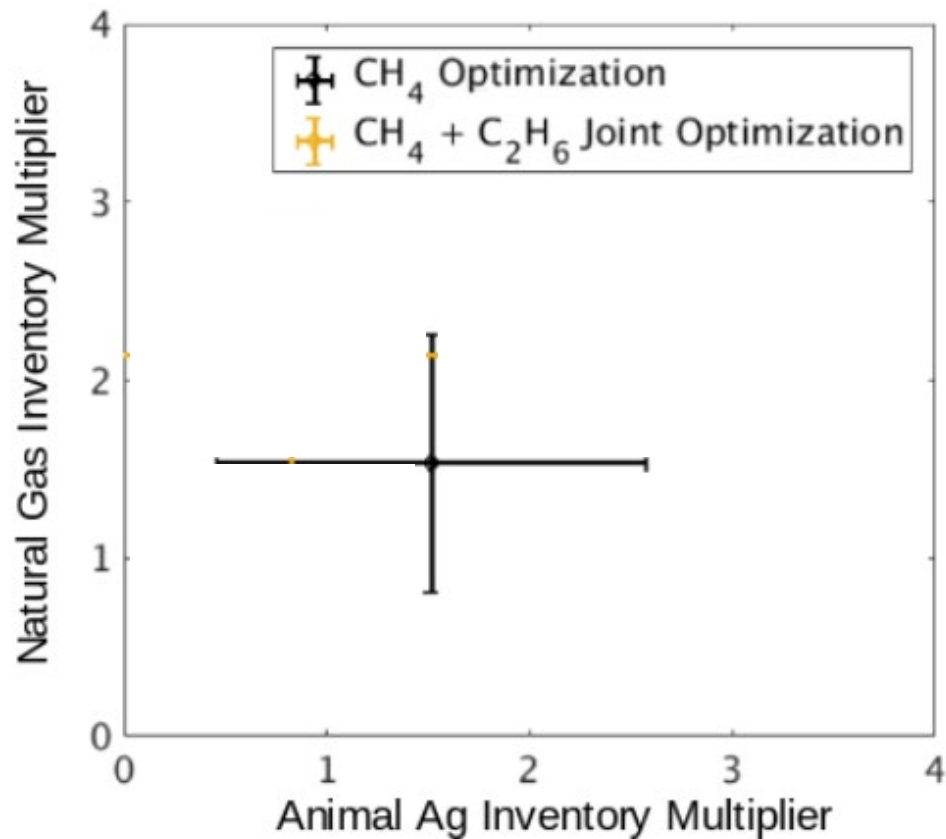 4
CH4 Optimization
CH4 + C2H6 Joint Optimization
3
2
1
0
Natural Gas Inventory Multiplier
0 1 2 3 4
Animal Ag Inventory Multiplier